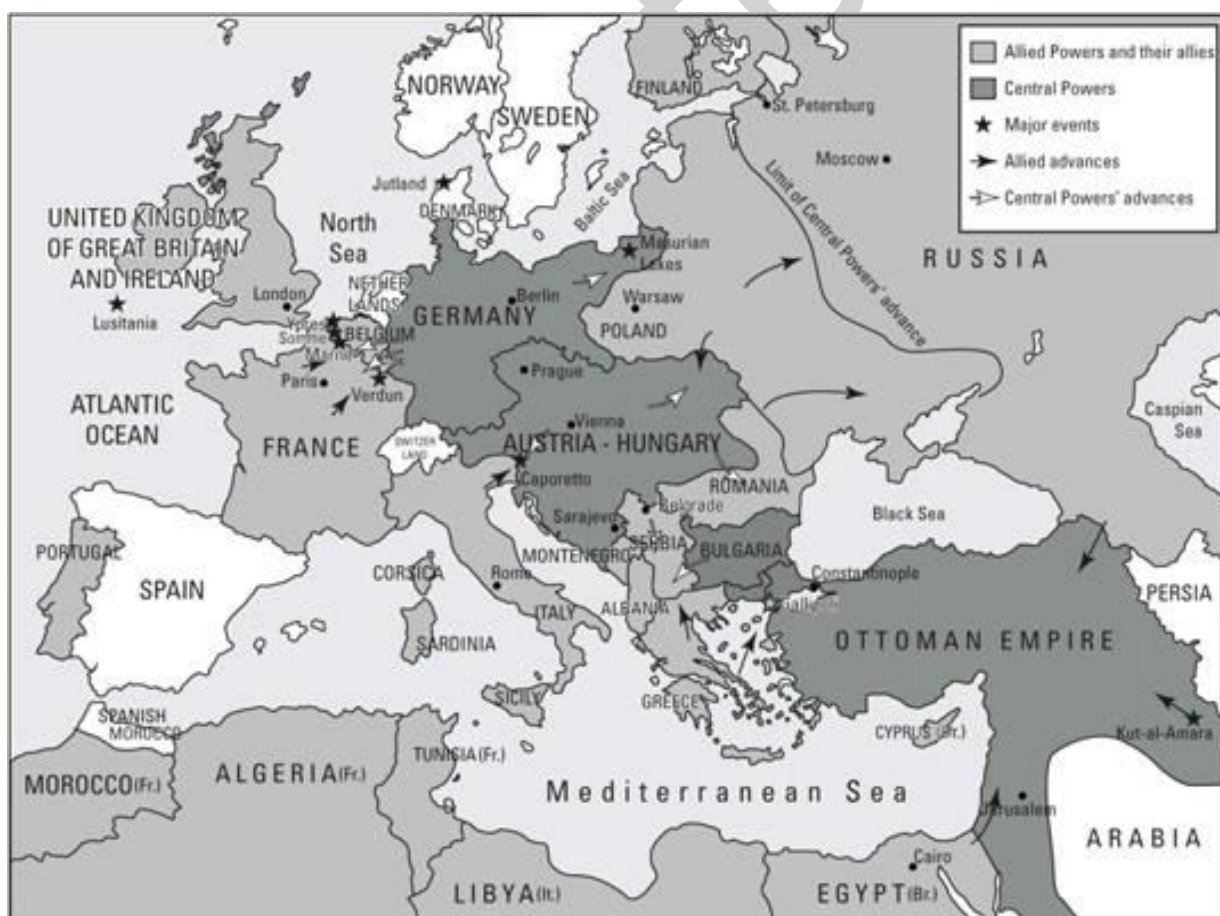 Allied Powers and their allies
Central Powers
Major events
Allied advances
Central Powers' advances
NORWAY
SWEDEN
FINLAND
St. Petersburg
Moscow
Jutland
DENMARK
Baltic Sea
Limit of Central Powers' advance
UNITED KINGDOM
OF GREAT BRITAIN
AND IRELAND
North
Sea
Masurian
Lakes
RUSSIA
Lusitania
London
NETHER
LANDS
Berlin
GERMANY
Warsaw
POLAND
Ypres
BELGIUM
Somme
Paris
Verdun
Prague
ATLANTIC
OCEAN
FRANCE
SWITZER
LAND
Vienna
AUSTRIA - HUNGARY
Caspian
Sea
Caporetto
ROMANIA
Belgrade
Black Sea
Sarajevo
SERBIA
MONTENEGRO
BULGARIA
PORTUGAL
SPAIN
CORSICA
Rome
Constantinople
PERSIA
ITALY
ALBANIA
SARDINIA
OTTOMAN EMPIRE
SICILY
GREECE
SPANISH
MOROCCO
TUNISIA (Fr.)
CYPRUS (Br.)
Kut-al-Amara
MOROCCO (Fr.)
ALGERIA (Fr.)
Mediterranean Sea
Jerusalem
ARABIA
Cairo
LIBYA (It.)
EGYPT (Br.)